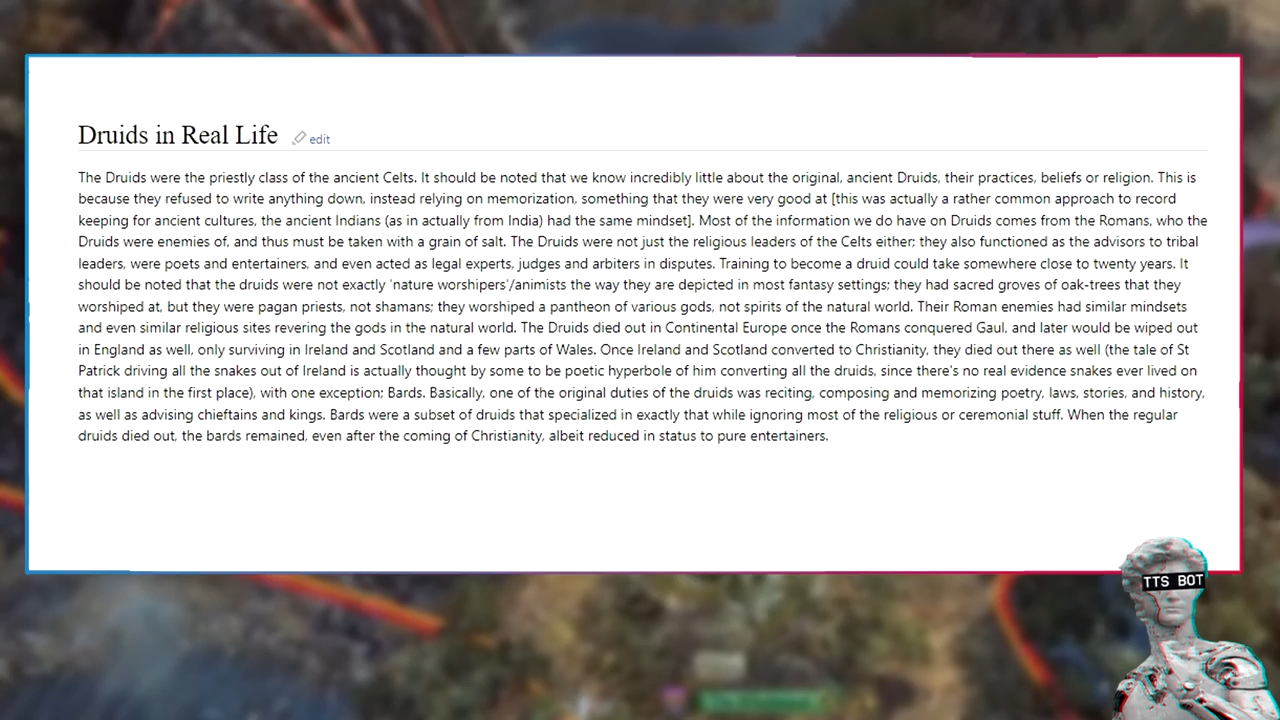 Druids in Real Life edit
The Druids were the priestly class of the ancient Celts. It should be noted that we know incredibly little about the original, ancient Druids, their practices, beliefs or religion. This is
because they refused to write anything down, instead relying on memorization, something that they were very good at [this was actually a rather common approach to record
keeping for ancient cultures, the ancient Indians (as in actually from India) had the same mindset]. Most of the information we do have on Druids comes from the Romans, who the
Druids were enemies of, and thus must be taken with a grain of salt. The Druids were not just the religious leaders of the Celts either; they also functioned as the advisors to tribal
leaders, were poets and entertainers, and even acted as legal experts, judges and arbiters in disputes. Training to become a druid could take somewhere close to twenty years. It
should be noted that the druids were not exactly 'nature worshipers'/animists the way they are depicted in most fantasy settings; they had sacred groves of oak-trees that they
worshiped at, but they were pagan priests, not shamans; they worshiped a pantheon of various gods, not spirits of the natural world. Their Roman enemies had similar mindsets
and even similar religious sites revering the gods in the natural world. The Druids died out in Continental Europe once the Romans conquered Gaul, and later would be wiped out
in England as well, only surviving in Ireland and Scotland and a few parts of Wales. Once Ireland and Scotland converted to Christianity, they died out there as well (the tale of St
Patrick driving all the snakes out of Ireland is actually thought by some to be poetic hyperbole of him converting all the druids, since there's no real evidence snakes ever lived on
that island in the first place), with one exception; Bards. Basically, one of the original duties of the druids was reciting, composing and memorizing poetry, laws, stories, and history,
as well as advising chieftains and kings. Bards were a subset of druids that specialized in exactly that while ignoring most of the religious or ceremonial stuff. When the regular
druids died out, the bards remained, even after the coming of Christianity, albeit reduced in status to pure entertainers.
TTS BOT